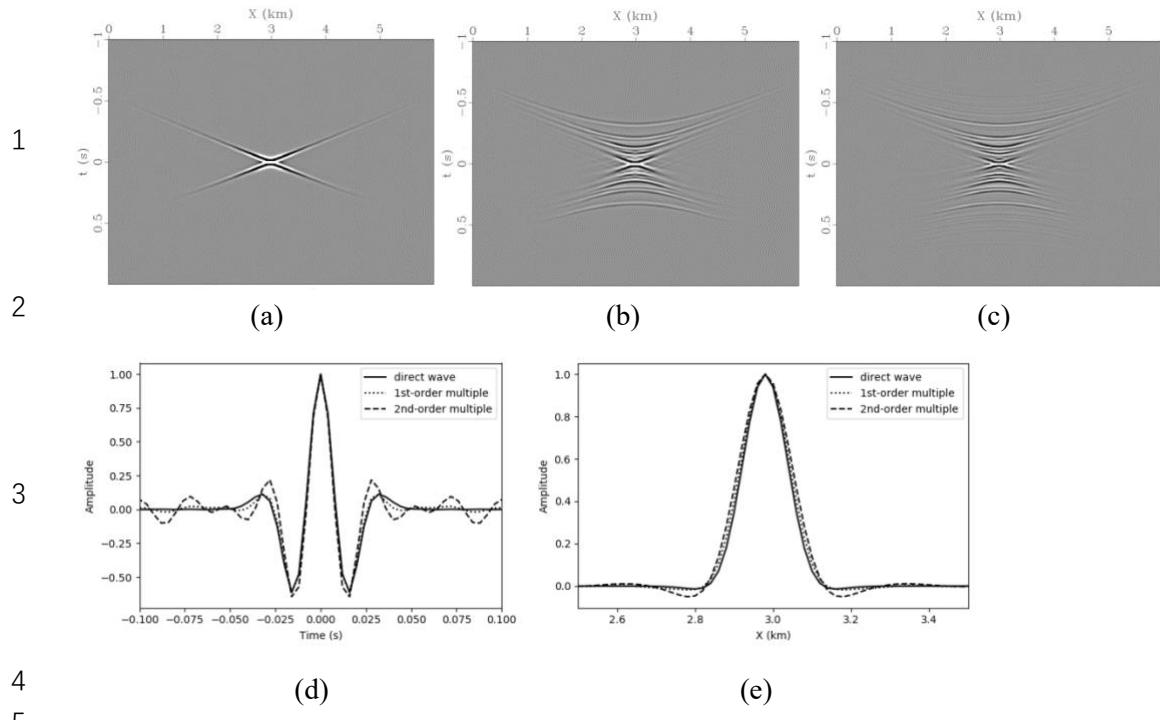 X (km) X (km) X (km)
0 1 2 3 4 5 0 1 2 3 4 5 0 1 2 3 4 5
-1 -1 -1
-0.5 -0.5 -0.5
1 t (s) 0 t (s) 0 t (s) 0
0.5 0.5 0.5
2 (a) (b) (c)
1.00
0.75
0.50
0.25
0.00
−0.25
−0.50
Amplitude
direct wave
1st-order multiple
2nd-order multiple
−0.100 −0.075 −0.050 −0.025 0.000 0.025 0.050 0.075 0.100
Time (s)
3
1.0
0.8
0.6
0.4
0.2
0.0
Amplitude
direct wave
1st-order multiple
2nd-order multiple
2.6 2.8 3.0 3.2 3.4
X (km)
4 (d) (e)